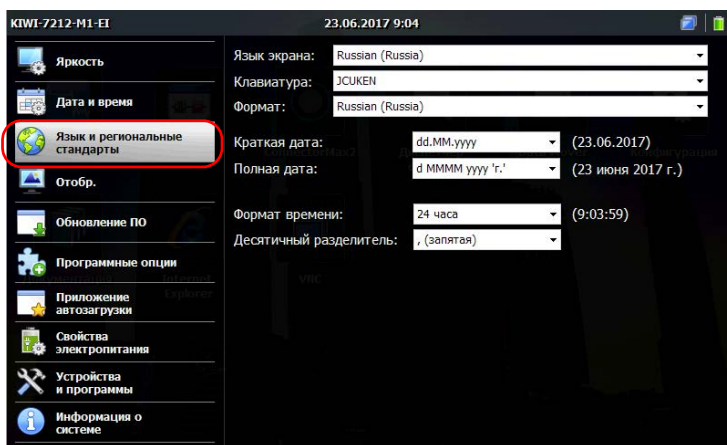 KIWI-7212-M1-EI
23.06.2017 9:04
Яркость
Дата и время
Язык и региональные
стандарты
Отобр.
Обновление ПО
Программные опции
Приложение
автозагрузки
Свойства
электропитания
Устройства
и программы
Информация о
системе
Язык экрана: Russian (Russia)
Клавиатура: JCUKEN
Формат: Russian (Russia)
Краткая дата: dd.MM.yyyy (23.06.2017)
Полная дата: d MMMM yyyy 'г.' (23 июня 2017 г.)
Формат времени: 24 часа (9:03:59)
Десятичный разделитель: , (запятая)
Internet
Explorer
VRC